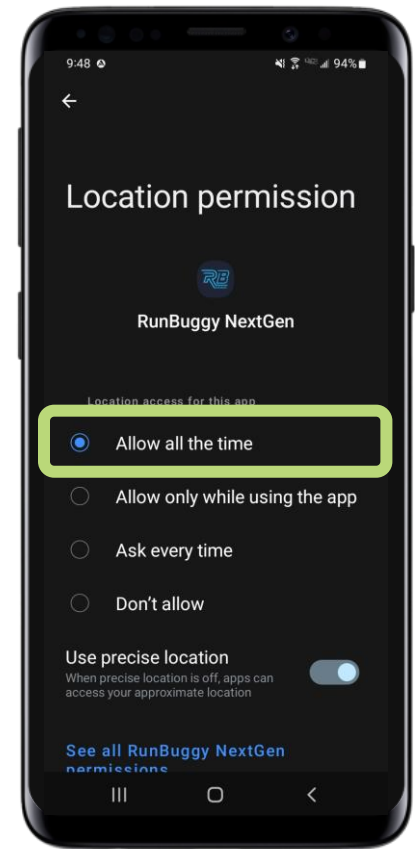 9:48 94%
Location permission
RB
RunBuggy NextGen
Location access for this app
Allow all the time
Allow only while using the app
Ask every time
Don't allow
Use precise location
When precise location is off, apps can
access your approximate location
See all RunBuggy NextGen
permissions